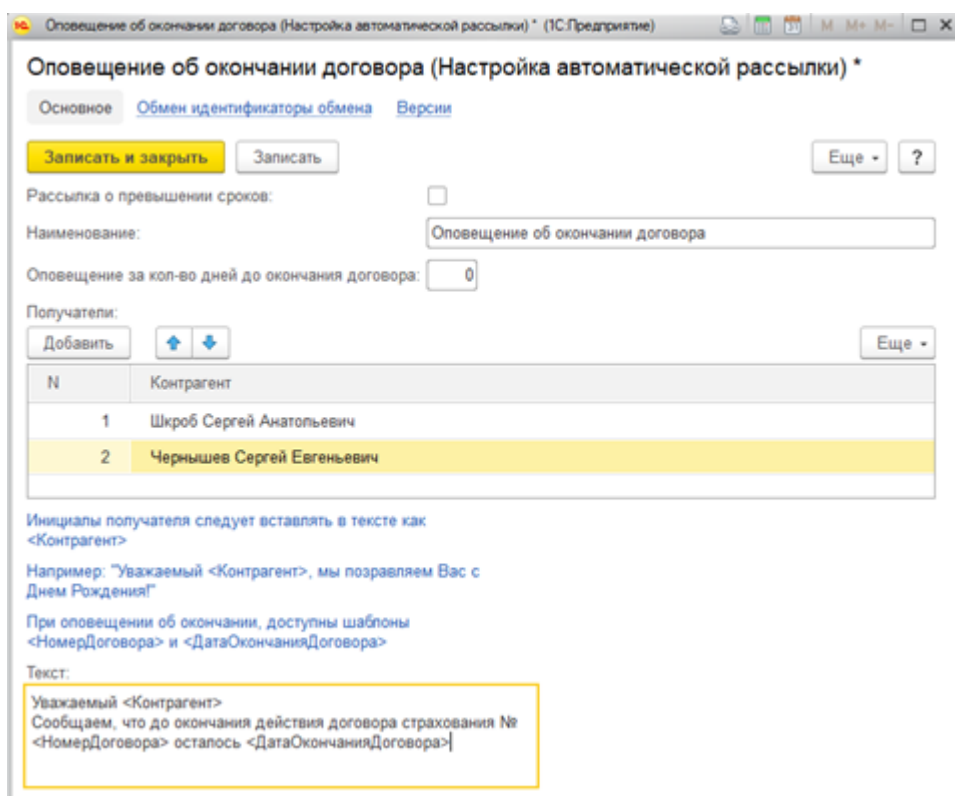 Оповещение об окончании договора (Настройка автоматической рассылки) * (1С:Предприятие)
M M+ M-
Оповещение об окончании договора (Настройка автоматической рассылки) *
Основное Обмен идентификаторы обмена Версии
Записать и закрыть Записать Еще ?
Рассылка о превышении сроков:
Наименование: Оповещение об окончании договора
Оповещение за кол-во дней до окончания договора: 0
Получатели:
Добавить Еще
N Контрагент
1 Шкроб Сергей Анатольевич
2 Чернышев Сергей Евгеньевич
Инициалы получателя следует вставлять в тексте как
<Контрагент>
Например: "Уважаемый <Контрагент>, мы позравляем Вас с
Днем Рождения!"
При оповещении об окончании, доступны шаблоны
<НомерДоговора> и <ДатаОкончанияДоговора>
Текст:
Уважаемый <Контрагент>
Сообщаем, что до окончания действия договора страхования №
<НомерДоговора> осталось <ДатаОкончанияДоговора>